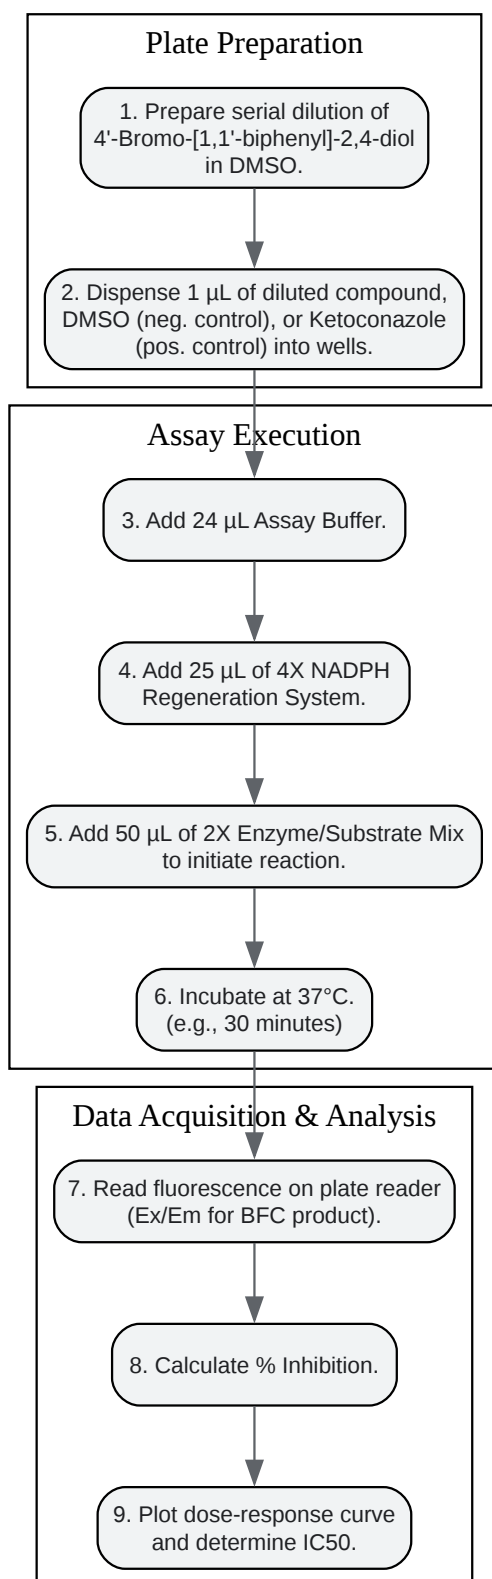 Plate Preparation
1. Prepare serial dilution of
4'-Bromo-[1,1'-biphenyl]-2,4-diol
in DMSO.
2. Dispense 1 µL of diluted compound,
DMSO (neg. control), or Ketoconazole
(pos. control) into wells.
Assay Execution
3. Add 24 µL Assay Buffer.
4. Add 25 µL of 4X NADPH
Regeneration System.
5. Add 50 µL of 2X Enzyme/Substrate Mix
to initiate reaction.
6. Incubate at 37°C.
(e.g., 30 minutes)
Data Acquisition & Analysis
7. Read fluorescence on plate reader
(Ex/Em for BFC product).
8. Calculate % Inhibition.
9. Plot dose-response curve
and determine IC50.